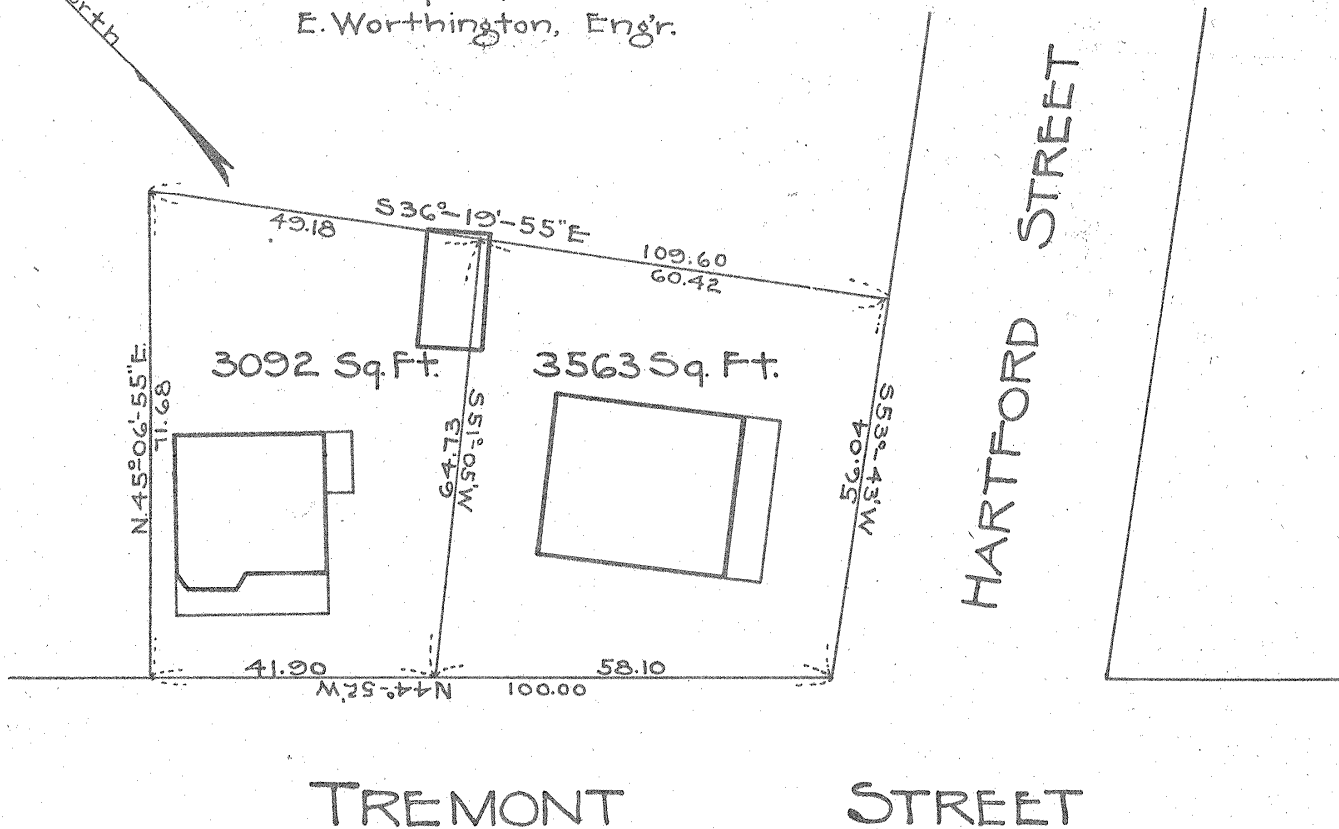 E. Worthington, Engr.
S36°-19'-55"E
49.18
109.60
60.42
3092 Sq. Ft.
3563 Sq. Ft.
N.45°06'-55"E.
71.68
64.73
S51°-05'W
56.04
S53°-43'W
HARTFORD STREET
41.90
58.10
N44°-52'W
100.00
TREMONT STREET